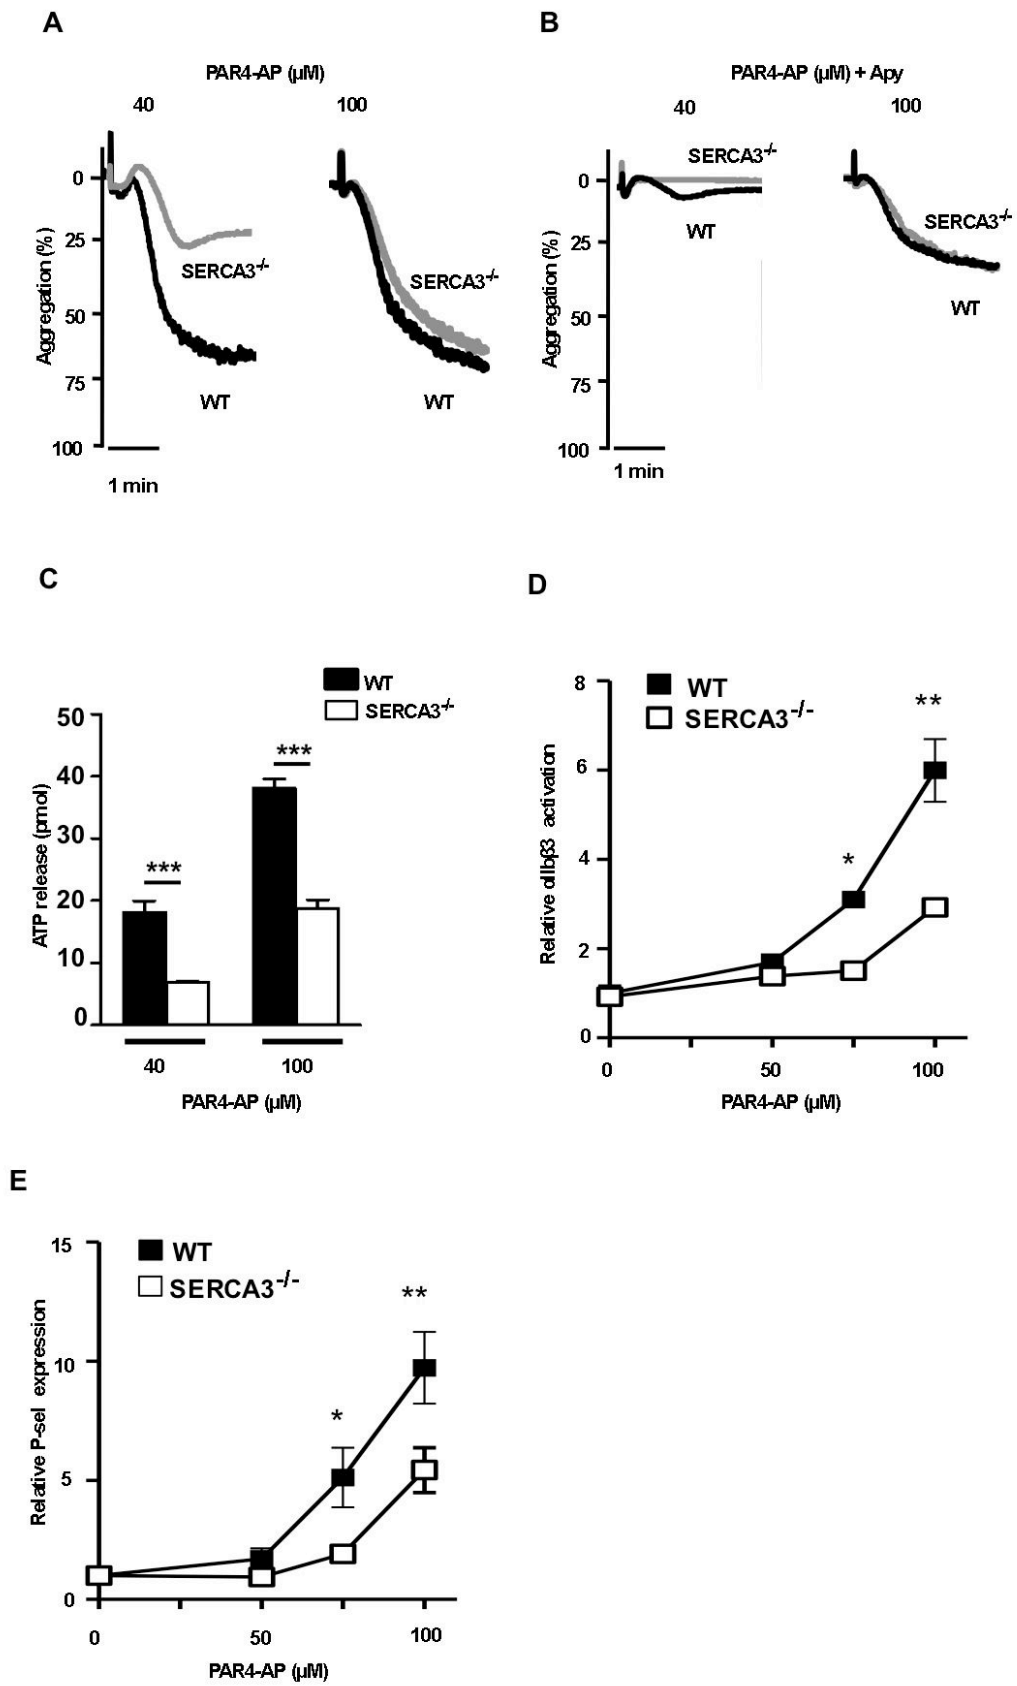 A
PAR4-AP (µM)
40
100
0
25
50
75
100
Aggregation (%)
SERCA3-/-
WT
SERCA3-/-
WT
1 min
B
PAR4-AP (µM) + Apy
40
100
0
25
50
75
100
Aggregation (%)
SERCA3-/-
WT
SERCA3-/-
WT
1 min
C
WT
SERCA3-/-
50
40
30
20
10
0
ATP release (pmol)
***
***
40
100
PAR4-AP (µM)
D
WT
SERCA3-/-
8
6
4
2
0
Relative αIIbβ3 activation
*
**
0
50
100
PAR4-AP (µM)
E
WT
SERCA3-/-
15
10
5
0
Relative P-sel expression
*
**
0
50
100
PAR4-AP (µM)